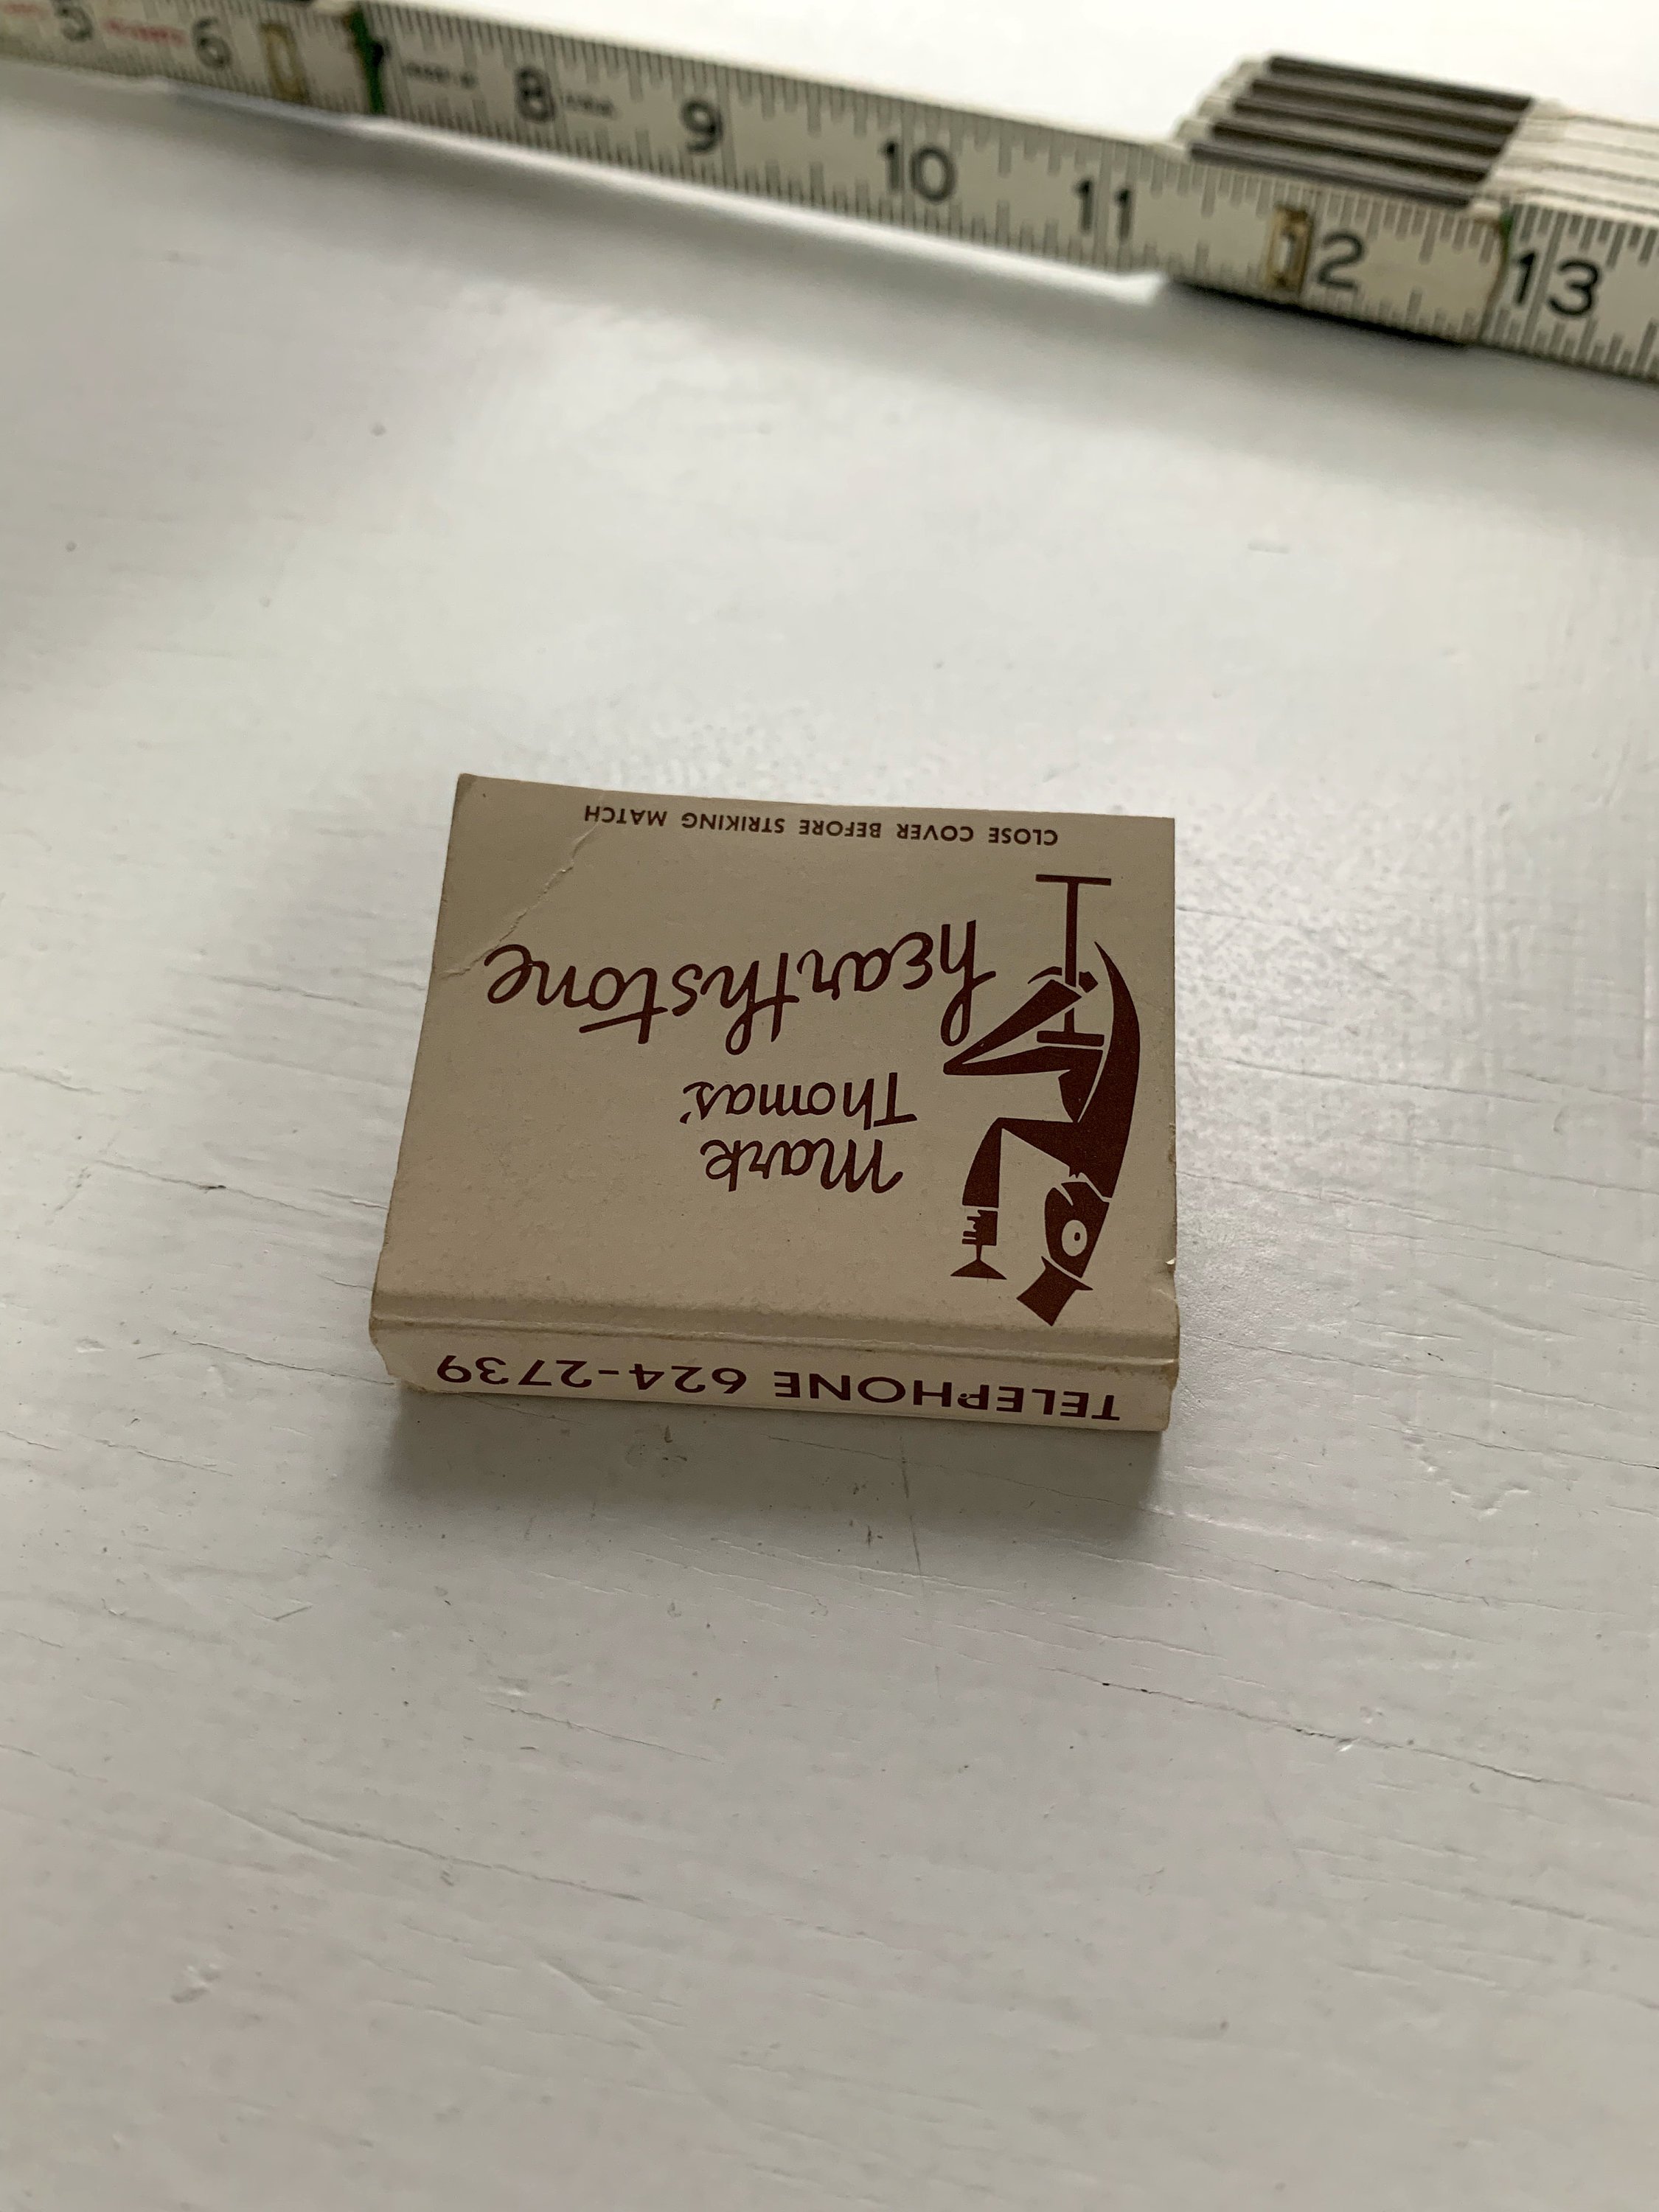 5 6 7 8 9 10 11 12 13
TELEPHONE 624-2739
Mark
Thomas'
hearthstone
CLOSE COVER BEFORE STRIKING MATCH